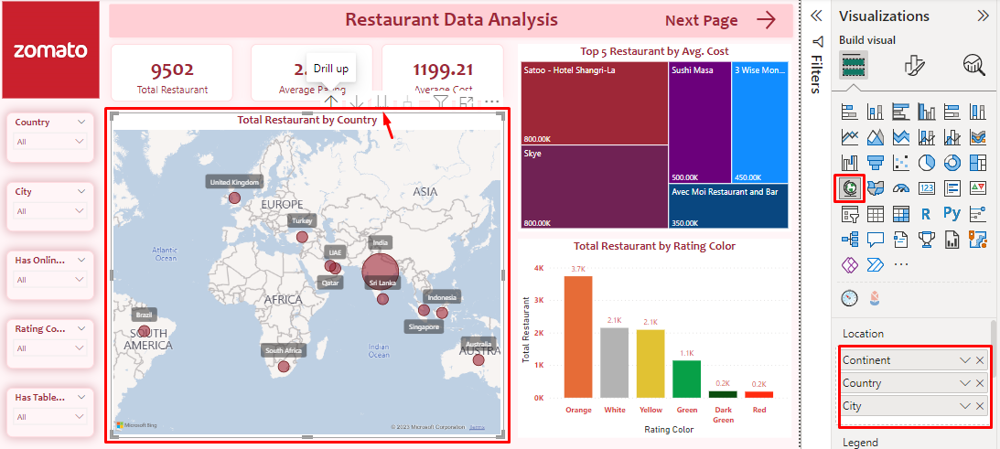 zomato
Restaurant Data Analysis
Next Page
9502
Total Restaurant
2.
Drill up
Average
1199.21
Average Cost
Country
All
City
All
Has Onlin...
All
Rating Co...
All
Has Table...
All
Total Restaurant by Country
United Kingdom
EUROPE
ASIA
Turkey
India
UAE
Qatar
Sri Lanka
Atlantic
Ocean
AFRICA
Indonesia
Singapore
Brazil
SOUTH
AMERICA
South Africa
Indian
Ocean
Australia
AUSTRA
Microsoft Bing
© 2023 Microsoft Corporation Terms
Top 5 Restaurant by Avg. Cost
Satoo - Hotel Shangri-La
800.00K
Skye
800.00K
Sushi Masa
500.00K
3 Wise Mon...
450.00K
Avec Moi Restaurant and Bar
350.00K
Total Restaurant by Rating Color
Total Restaurant
4K
3K
2K
1K
0K
3.7K
2.1K
2.1K
1.1K
0.2K
0.2K
Orange
White
Yellow
Green
Dark
Green
Red
Rating Color
Filters
Visualizations
Build visual
123
R
Py
Location
Continent
Country
City
Legend